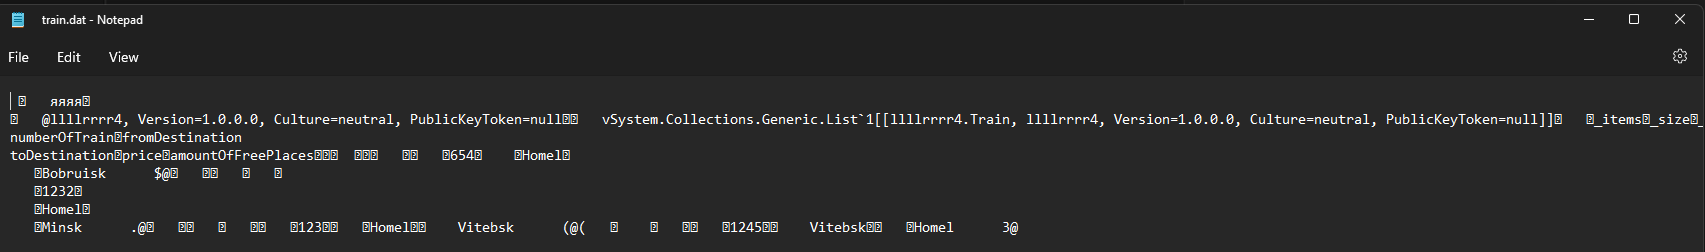 train.dat - Notepad
File Edit View
яяяя
@llllrrrr4, Version=1.0.0.0, Culture=neutral, PublicKeyToken=null vSystem.Collections.Generic.List`1[[llllrrrr4.Train, llllrrrr4, Version=1.0.0.0, Culture=neutral, PublicKeyToken=null]] _items _size _
numberOfTrain fromDestination
toDestination price amountOfFreePlaces 654 Homel
Bobruisk $@
1232
Homel
Minsk .@ 123 Homel Vitebsk (@( 1245 Vitebsk Homel 3@